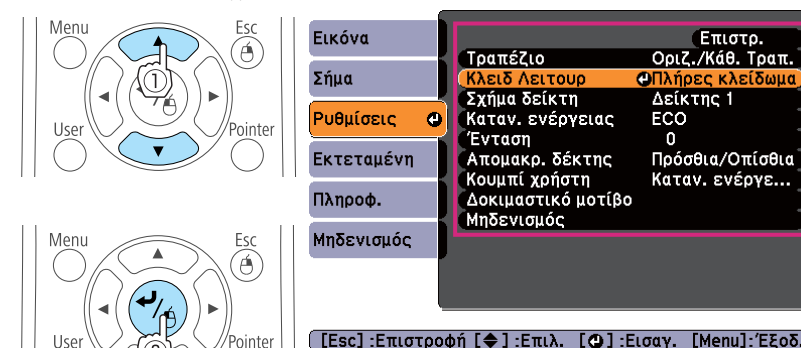 Menu Esc
①
User Pointer
Menu Esc
User Pointer
Εικόνα
Σήμα
Ρυθμίσεις
Εκτεταμένη
Πληροφ.
Μηδενισμός
Επιστρ.
Τραπέζιο Οριζ./Κάθ. Τραπ.
Κλειδ Λειτουρ Πλήρες κλείδωμα
Σχήμα δείκτη Δείκτης 1
Καταν. ενέργειας ECO
Ένταση 0
Απομακρ. δέκτης Πρόσθια/Οπίσθια
Κουμπί χρήστη Καταν. ενέργε...
Δοκιμαστικό μοτίβο
Μηδενισμός
[Esc] :Επιστροφή [◆] :Επιλ. [⏎] :Εισαγ. [Menu]:Έξοδ.